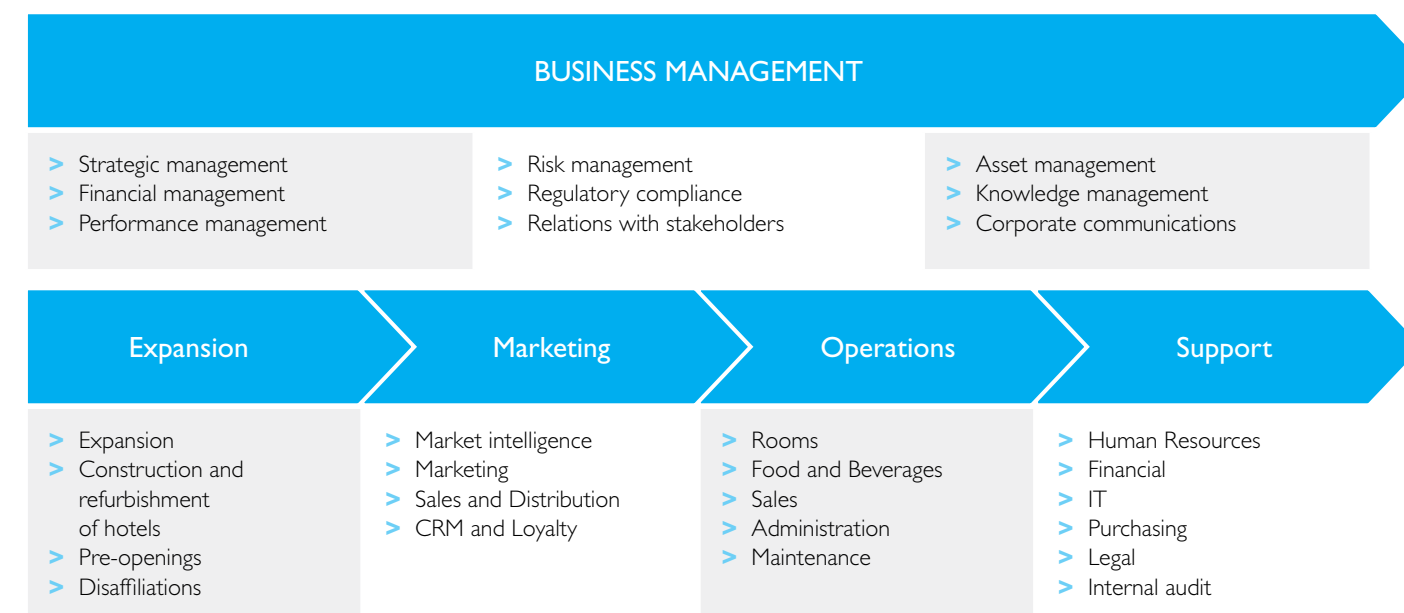 BUSINESS MANAGEMENT
> Strategic management
> Financial management
> Performance management
> Risk management
> Regulatory compliance
> Relations with stakeholders
> Asset management
> Knowledge management
> Corporate communications
Expansion
Marketing
Operations
Support
> Expansion
> Construction and
refurbishment
of hotels
> Pre-openings
> Disaffiliations
> Market intelligence
> Marketing
> Sales and Distribution
> CRM and Loyalty
> Rooms
> Food and Beverages
> Sales
> Administration
> Maintenance
> Human Resources
> Financial
> IT
> Purchasing
> Legal
> Internal audit